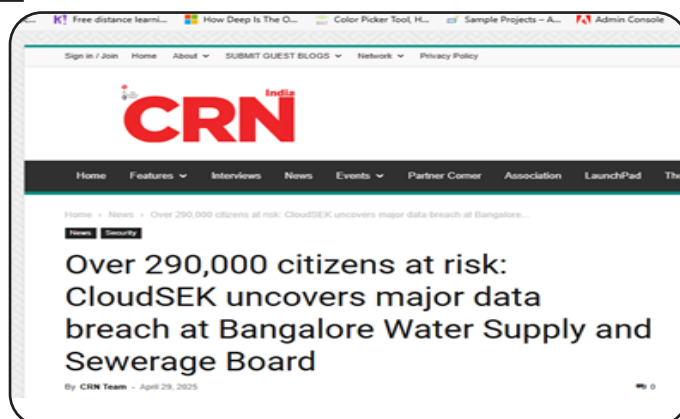 K! Free distance learni... How Deep Is The O... Color Picker Tool, H... Sample Projects – A... Admin Console
Sign in / Join Home About SUBMIT GUEST BLOGS Network Privacy Policy
India
CRN
Home Features Interviews News Events Partner Corner Association LaunchPad The
Home › News › Over 290,000 citizens at risk: CloudSEK uncovers major data breach at Bangalore...
News Security
Over 290,000 citizens at risk:
CloudSEK uncovers major data
breach at Bangalore Water Supply and
Sewerage Board
By CRN Team - April 29, 2025 0